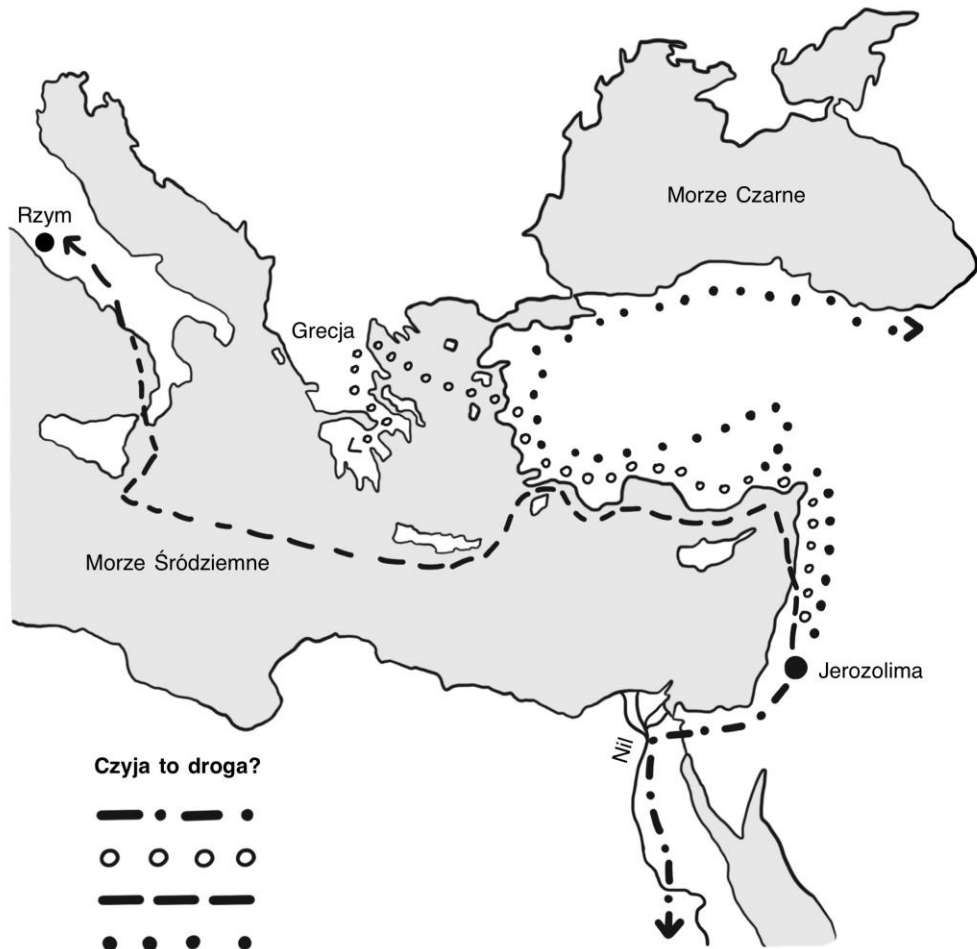 Morze Czarne
Rzym
Grecja
Morze Śródziemne
Jerozolima
Nil
Czyja to droga?